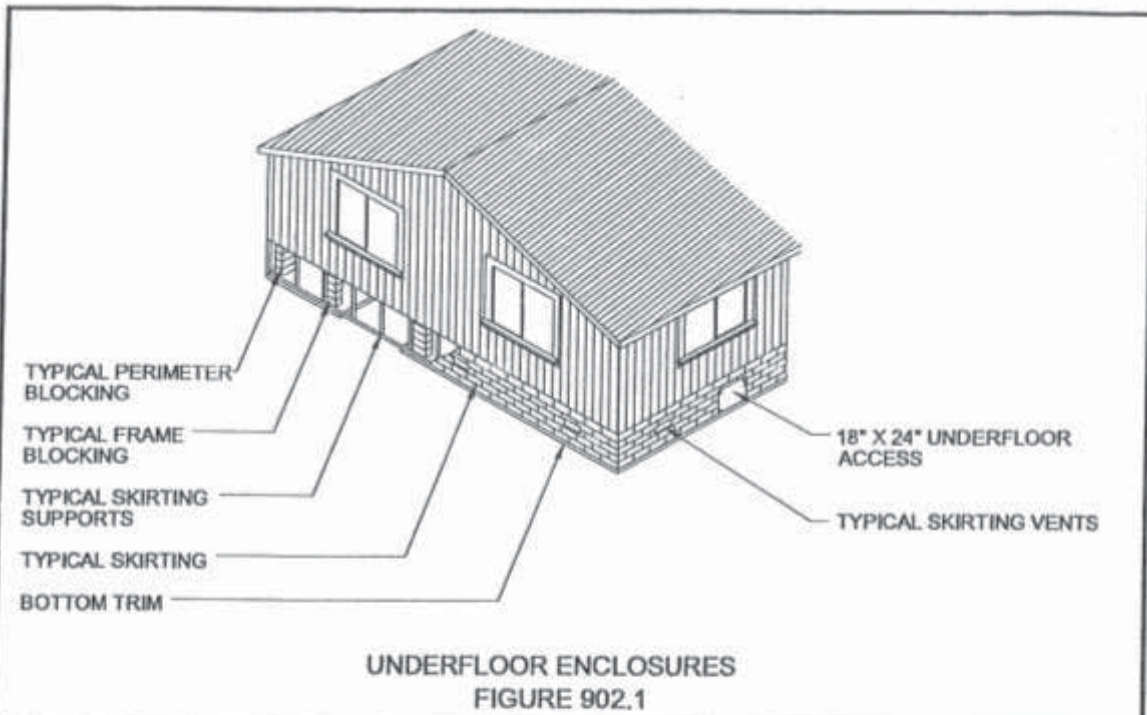 TYPICAL PERIMETER
BLOCKING
TYPICAL FRAME
BLOCKING
TYPICAL SKIRTING
SUPPORTS
TYPICAL SKIRTING
BOTTOM TRIM
18" X 24" UNDERFLOOR
ACCESS
TYPICAL SKIRTING VENTS
UNDERFLOOR ENCLOSURES
FIGURE 902.1